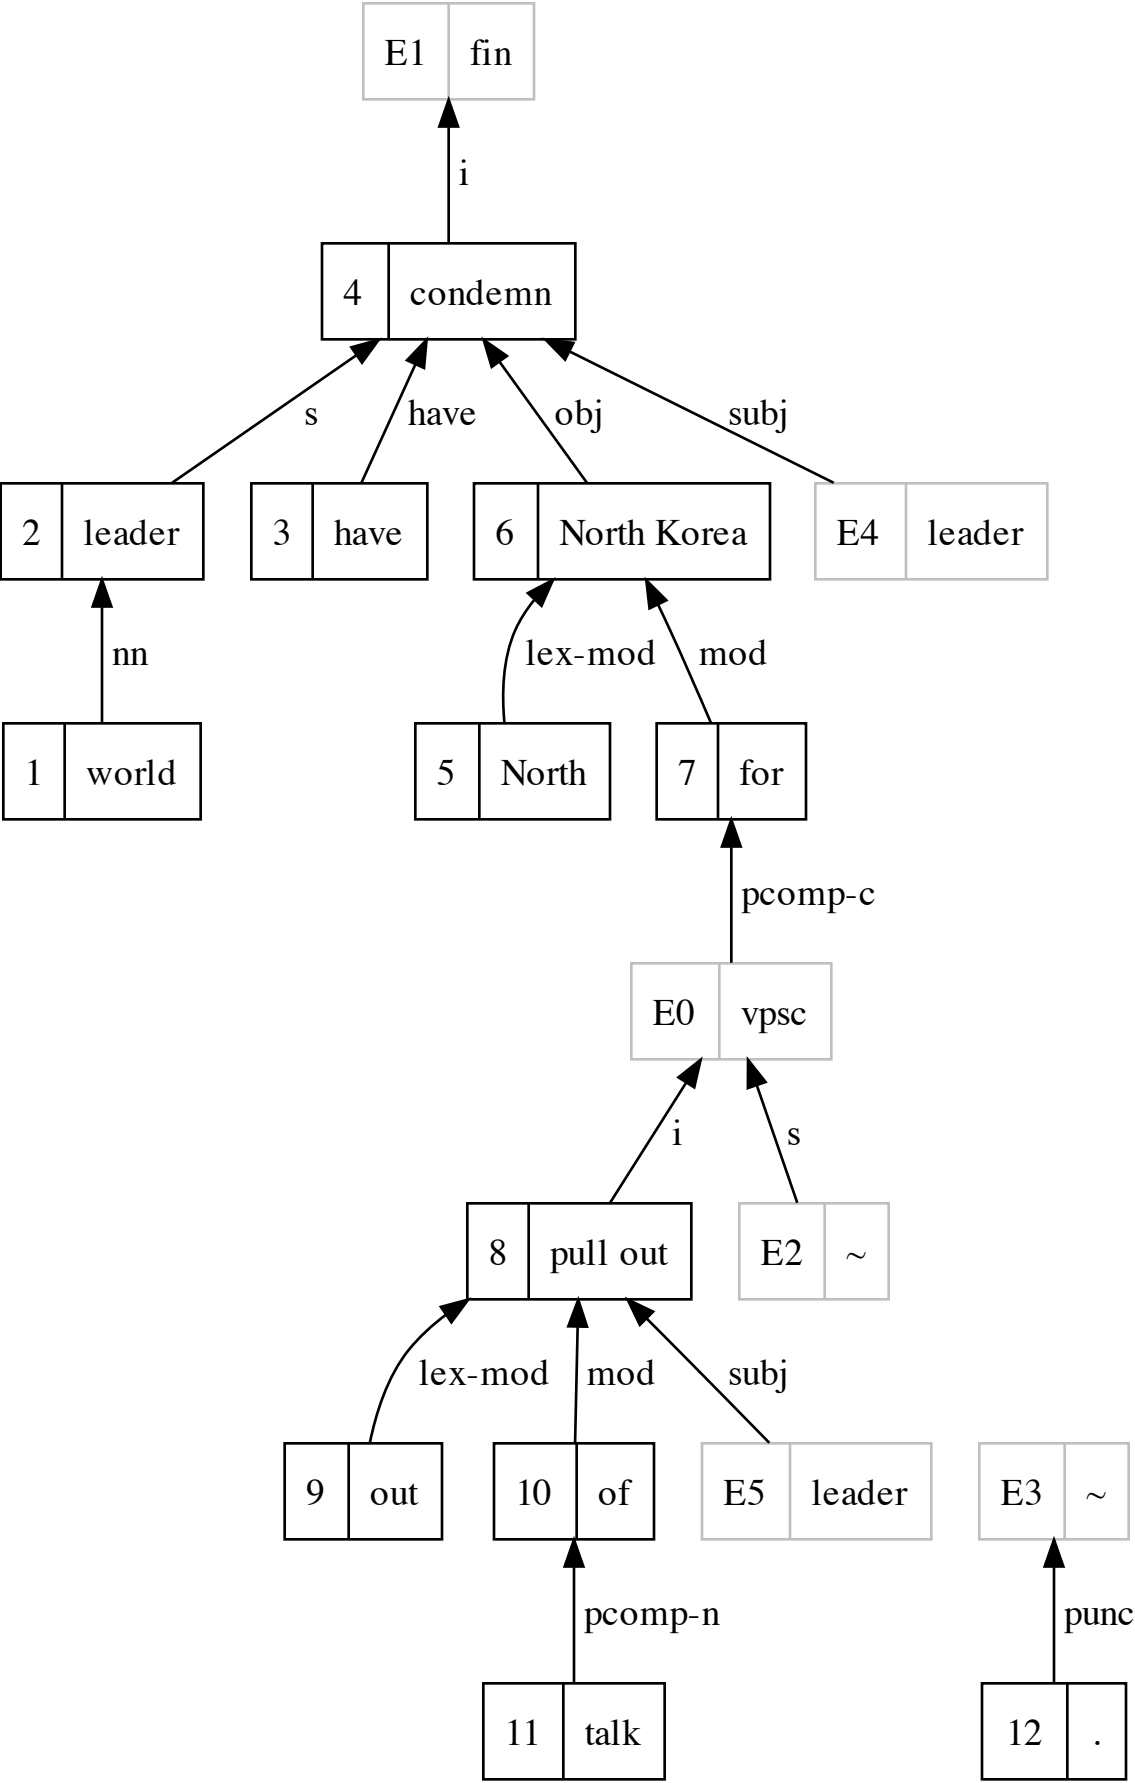 E1 fin
i
4 condemn
s have obj subj
2 leader 3 have 6 North Korea E4 leader
nn lex-mod mod
1 world 5 North 7 for
pcomp-c
E0 vpsc
i s
8 pull out E2 ~
lex-mod mod subj
9 out 10 of E5 leader E3 ~
pcomp-n punc
11 talk 12 .